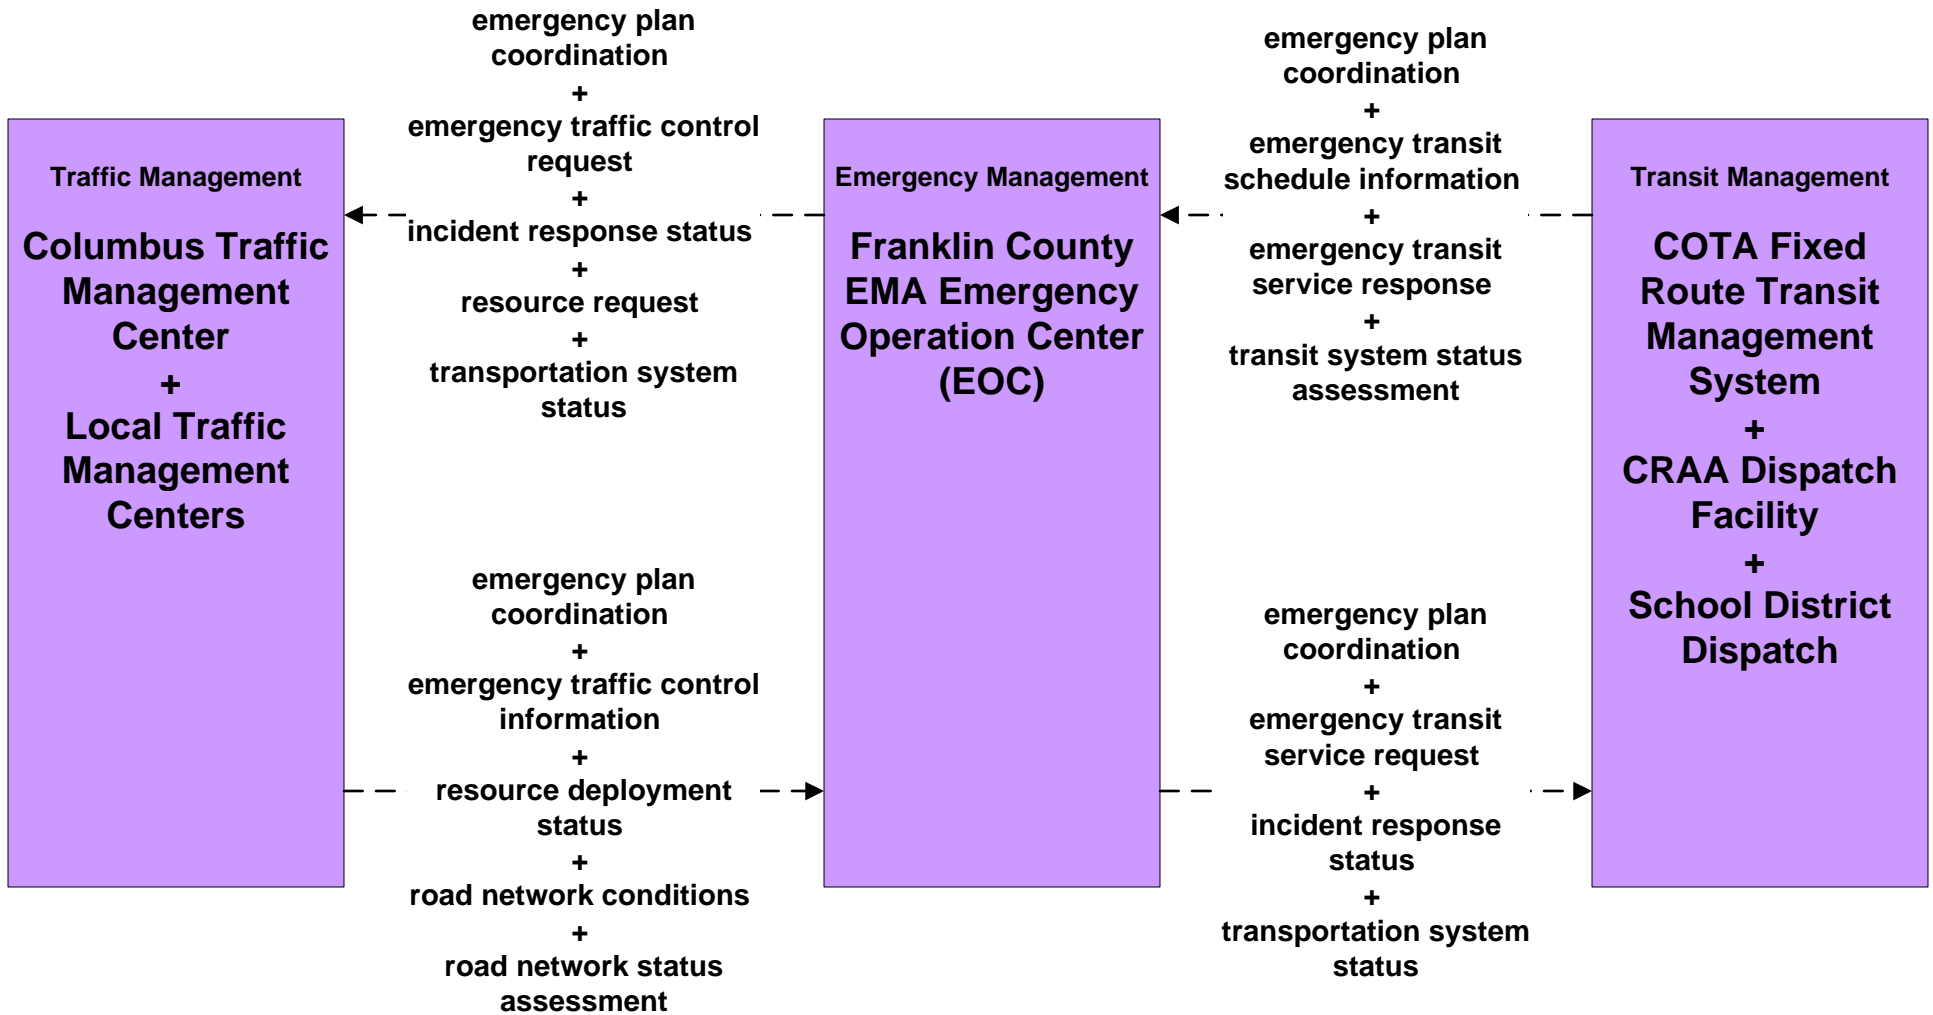 Traffic Management
Columbus Traffic
Management
Center
+
Local Traffic
Management
Centers
emergency plan
coordination
+
emergency traffic control
request
+
incident response status
+
resource request
+
transportation system
status
emergency plan
coordination
+
emergency traffic control
information
+
resource deployment
status
+
road network conditions
+
road network status
assessment
Emergency Management
Franklin County
EMA Emergency
Operation Center
(EOC)
emergency plan
coordination
+
emergency transit
schedule information
+
emergency transit
service response
+
transit system status
assessment
emergency plan
coordination
+
emergency transit
service request
+
incident response
status
+
transportation system
status
Transit Management
COTA Fixed
Route Transit
Management
System
+
CRAA Dispatch
Facility
+
School District
Dispatch